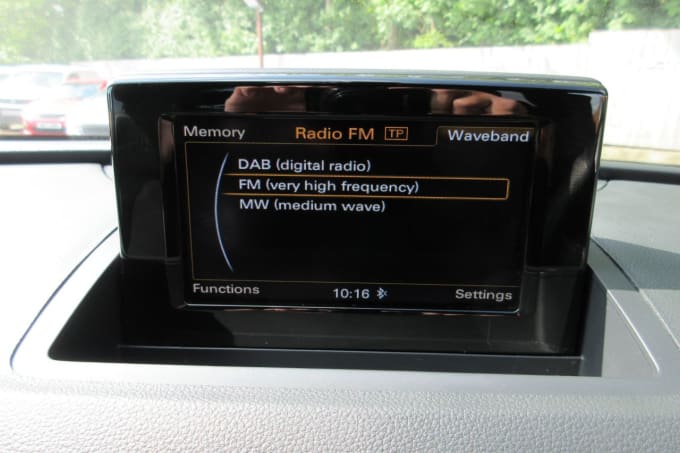 Memory Radio FM TP Waveband
DAB (digital radio)
FM (very high frequency)
MW (medium wave)
Functions 10:16 Settings